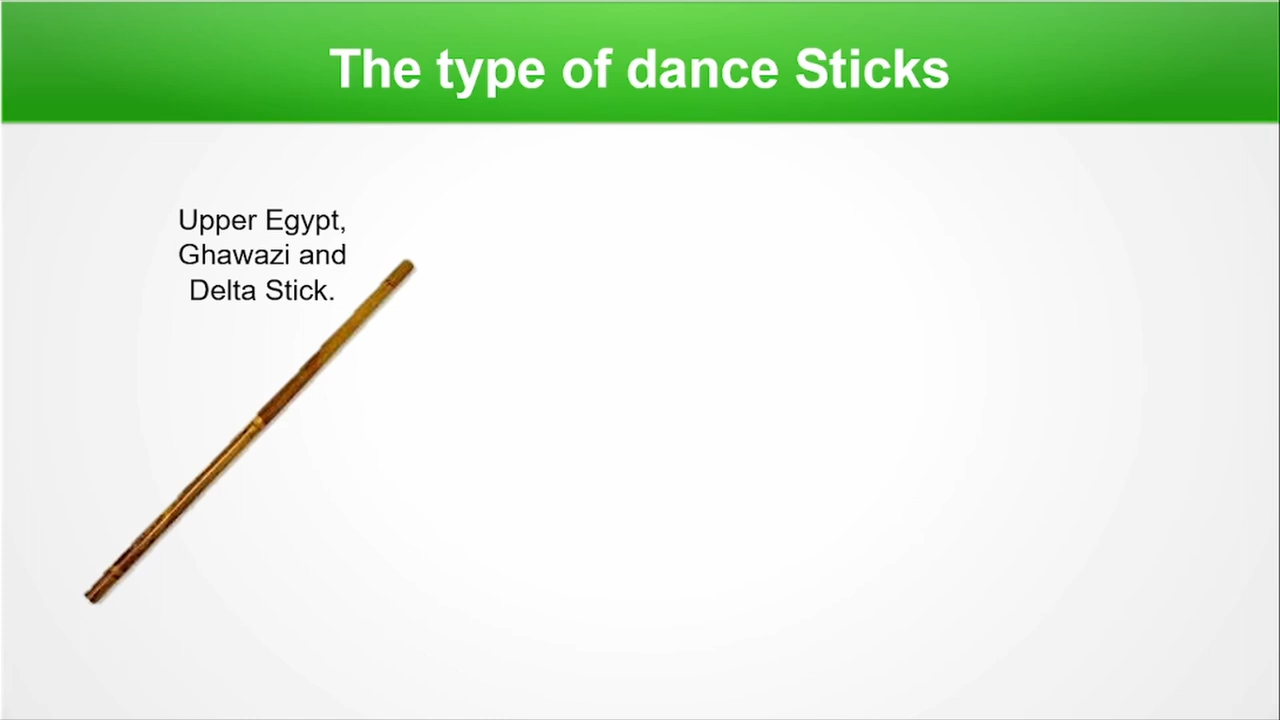 The type of dance Sticks
Upper Egypt,
Ghawazi and
Delta Stick.